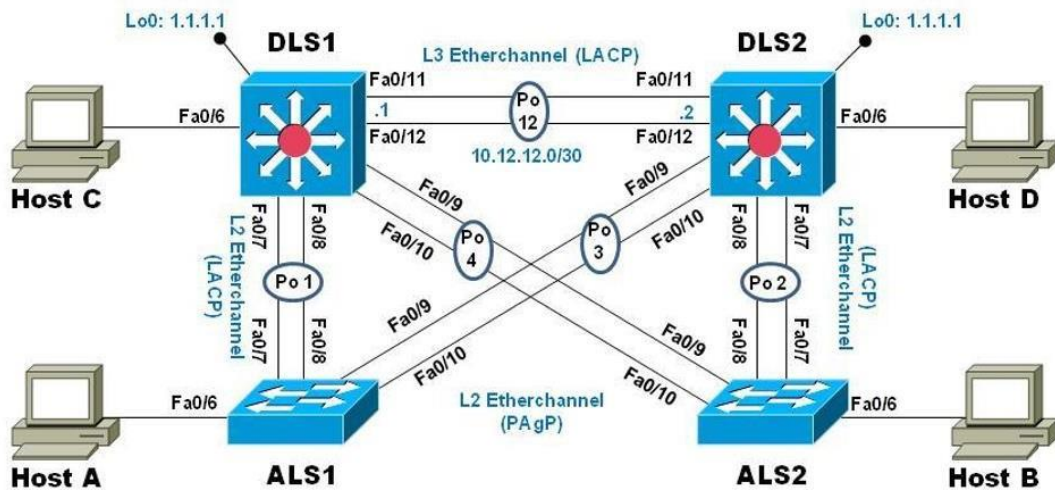 Lo0: 1.1.1.1
Lo0: 1.1.1.1
DLS1
DLS2
L3 Etherchannel (LACP)
Fa0/11
Fa0/11
Fa0/6
.1
Po
12
.2
Fa0/6
Fa0/12
Fa0/12
10.12.12.0/30
Host C
Host D
Fa0/9
Fa0/9
Fa0/10
Fa0/10
Fa0/7
Fa0/8
Fa0/8
Fa0/7
L2 Etherchannel
(LACP)
Po
4
Po
3
L2 Etherchannel
(LACP)
Po 1
Po 2
Fa0/7
Fa0/8
Fa0/9
Fa0/10
Fa0/9
Fa0/10
Fa0/8
Fa0/7
Fa0/6
L2 Etherchannel
(PAgP)
Fa0/6
Host A
ALS1
ALS2
Host B